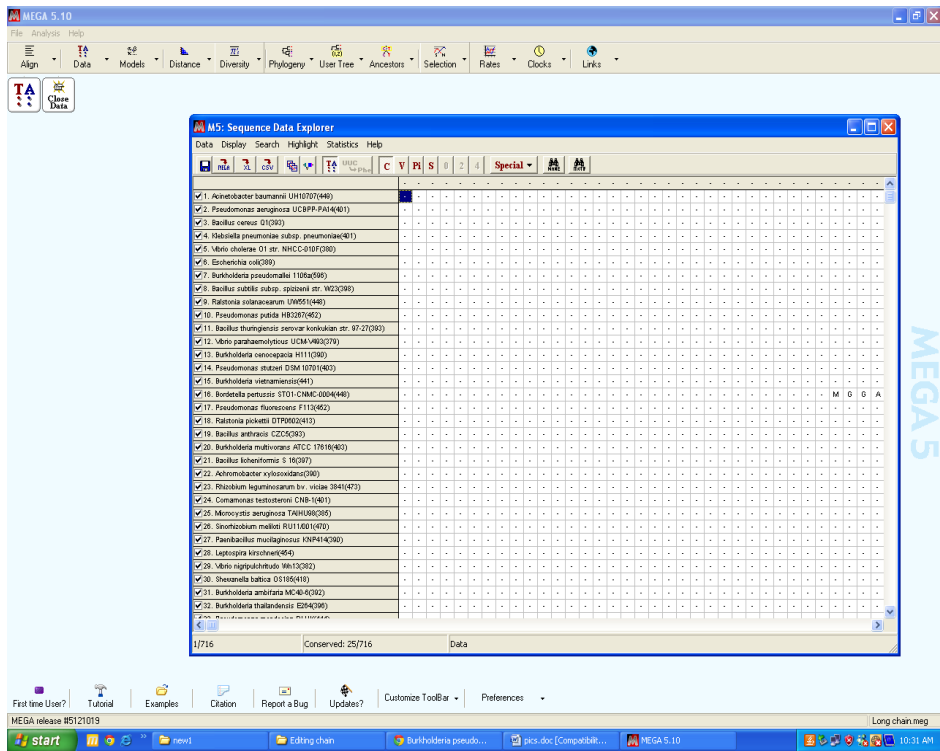 MEGA 5.10
File Analysis Help
Align Data Models Distance Diversity Phylogeny User Tree Ancestors Selection Rates Clocks Links
TA Close Data
M5: Sequence Data Explorer
Data Display Search Highlight Statistics Help
MEGA XL CSV TA UUC Phe C V Pi S 0 2 4 Special NAME MOTIF
1. Acinetobacter baumannii UH10707(449)
2. Pseudomonas aeruginosa UCBPP-PA14(401)
3. Bacillus cereus Q1(393)
4. Klebsiella pneumoniae subsp. pneumoniae(401)
5. Vibrio cholerae O1 str. NHCC-010F(380)
6. Escherichia coli(389)
7. Burkholderia pseudomallei 1106a(596)
8. Bacillus subtilis subsp. spizizenii str. W23(398)
9. Ralstonia solanacearum UW551(448)
10. Pseudomonas putida HB3267(452)
11. Bacillus thuringiensis serovar konkukian str. 97-27(393)
12. Vibrio parahaemolyticus UCM-V493(379)
13. Burkholderia cenocepacia H111(390)
14. Pseudomonas stutzeri DSM 10701(403)
15. Burkholderia vietnamiensis(441)
16. Bordetella pertussis STO1-CNMC-0004(448) M G G A
17. Pseudomonas fluorescens F113(452)
18. Ralstonia pickettii DTP0602(413)
19. Bacillus anthracis CZC5(393)
20. Burkholderia multivorans ATCC 17616(403)
21. Bacillus licheniformis S 16(397)
22. Achromobacter xylosoxidans(390)
23. Rhizobium leguminosarum bv. viciae 3841(473)
24. Comamonas testosteroni CNB-1(401)
25. Microcystis aeruginosa TAIHU98(385)
26. Sinorhizobium meliloti RU11/001(470)
27. Paenibacillus mucilaginosus KNP414(390)
28. Leptospira kirschneri(454)
29. Vibrio nigripulchritudo Wn13(382)
30. Shewanella baltica OS185(418)
31. Burkholderia ambifaria MC40-6(392)
32. Burkholderia thailandensis E264(396)
1/716 Conserved: 25/716 Data
MEGA 5
First time User? Tutorial Examples Citation Report a Bug Updates? Customize ToolBar Preferences
MEGA release #5121019 Long chain.meg
start new1 Editing chain Burkholderia pseudo... pics.doc [Compatibilit... MEGA 5.10 10:31 AM